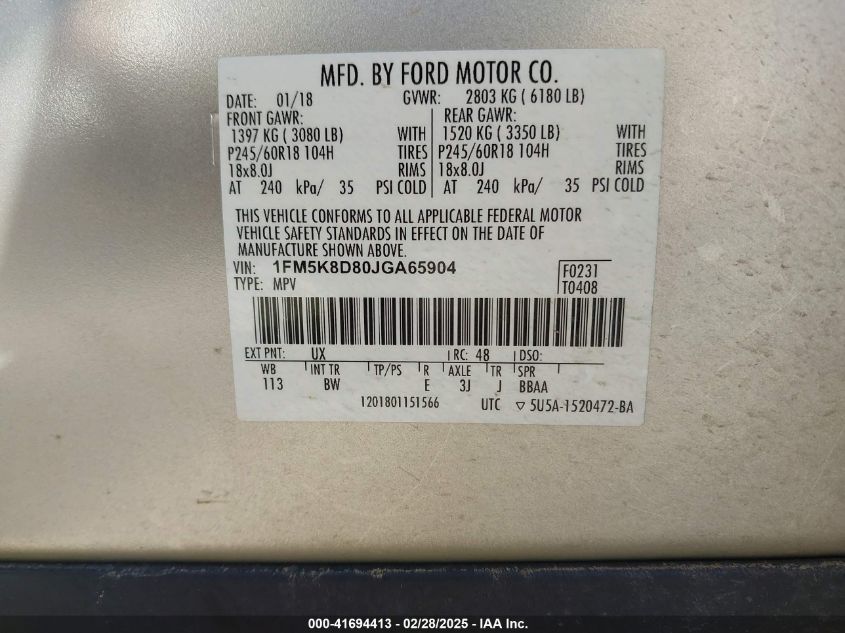 MFD. BY FORD MOTOR CO.
DATE: 01/18 GVWR: 2803 KG ( 6180 LB)
FRONT GAWR: REAR GAWR:
1397 KG ( 3080 LB) WITH 1520 KG ( 3350 LB) WITH
P245/60R18 104H TIRES P245/60R18 104H TIRES
18x8.0J RIMS 18x8.0J RIMS
AT 240 kPa/ 35 PSI COLD AT 240 kPa/ 35 PSI COLD
THIS VEHICLE CONFORMS TO ALL APPLICABLE FEDERAL MOTOR
VEHICLE SAFETY STANDARDS IN EFFECT ON THE DATE OF
MANUFACTURE SHOWN ABOVE.
VIN: 1FM5K8D80JGA65904 F0231
TYPE: MPV T0408
EXT PNT: UX RC: 48 DSO:
WB INT TR TP/PS R AXLE TR SPR
113 BW E 3J J BBAA
1201801151566 UTC ▽ 5U5A-1520472-BA
000-41694413 - 02/28/2025 - IAA Inc.